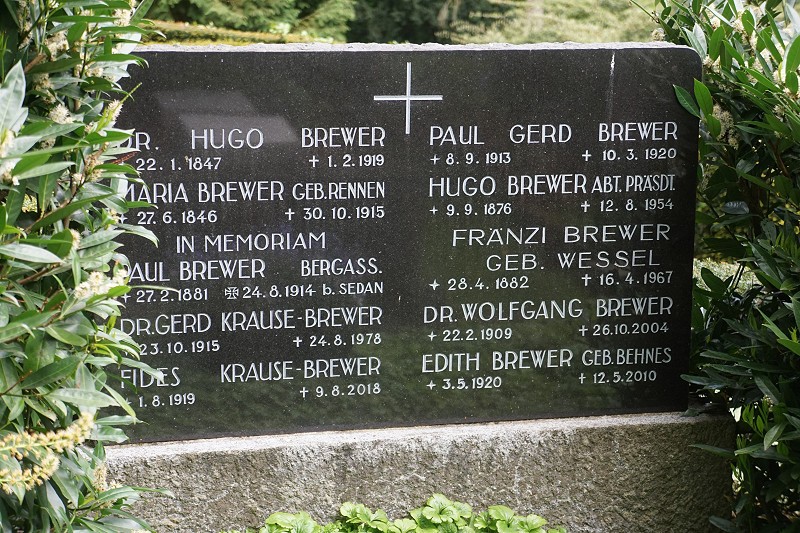 DR. HUGO BREWER
22. 1. 1847 + 1. 2. 1919
MARIA BREWER GEB. RENNEN
* 27. 6. 1846 + 30. 10. 1915
IN MEMORIAM
PAUL BREWER BERGASS.
* 27. 2. 1881 ✠ 24. 8. 1914 b. SEDAN
DR. GERD KRAUSE-BREWER
23. 10. 1915 + 24. 8. 1978
FIDES KRAUSE-BREWER
* 1. 8. 1919 + 9. 8. 2018
PAUL GERD BREWER
* 8. 9. 1913 + 10. 3. 1920
HUGO BREWER ABT. PRÄSDT.
* 9. 9. 1876 + 12. 8. 1954
FRÄNZI BREWER
GEB. WESSEL
* 28. 4. 1882 + 16. 4. 1967
DR. WOLFGANG BREWER
* 22. 2. 1909 + 26. 10. 2004
EDITH BREWER GEB. BEHNES
* 3. 5. 1920 + 12. 5. 2010